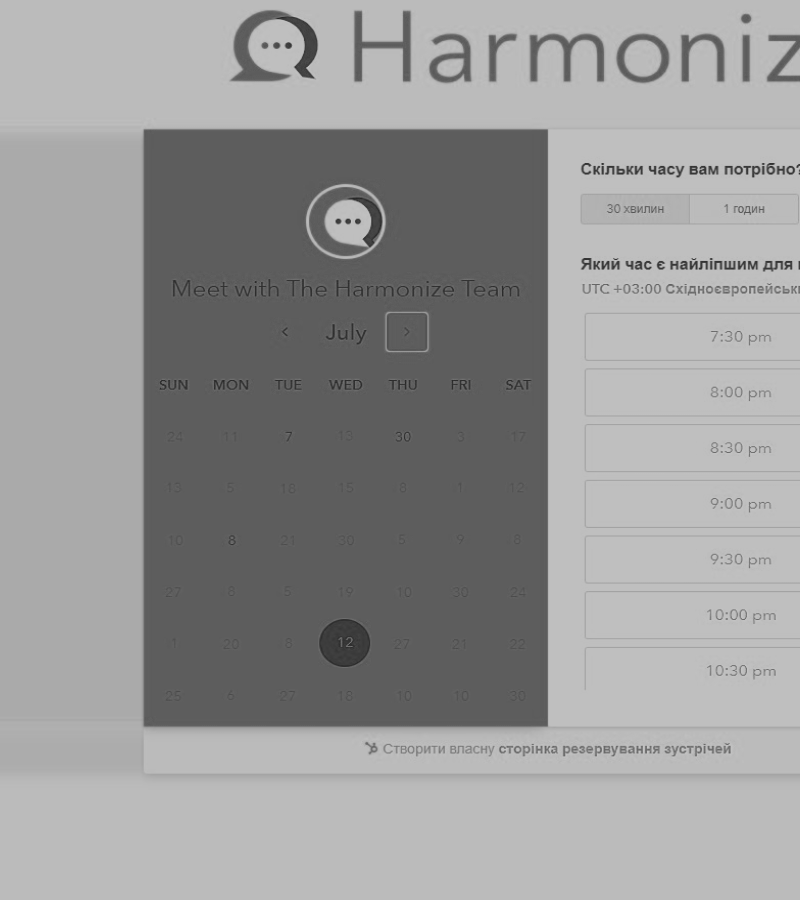 Harmoniz
Meet with The Harmonize Team
July
SUN MON TUE WED THU FRI SAT
24 11 7 13 30 3 17
13 5 18 15 8 1 12
10 8 21 30 5 9 8
27 8 5 19 10 30 24
1 20 8 12 27 21 22
25 6 27 18 10 10 30
Скільки часу вам потрібно?
30 хвилин 1 годин
Який час є найліпшим для
UTC +03:00 Східноєвропейськ
7:30 pm
8:00 pm
8:30 pm
9:00 pm
9:30 pm
10:00 pm
10:30 pm
Створити власну сторінка резервування зустрічей